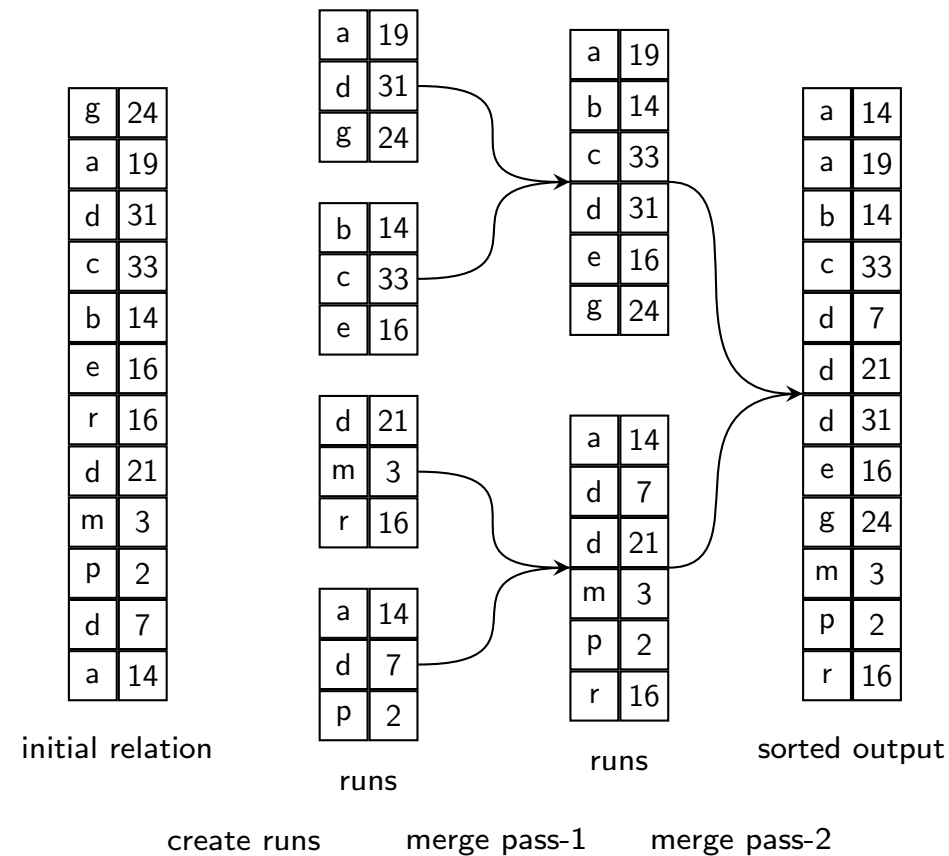 g 24
a 19
d 31
c 33
b 14
e 16
r 16
d 21
m 3
p 2
d 7
a 14
initial relation
a 19
d 31
g 24
b 14
c 33
e 16
d 21
m 3
r 16
a 14
d 7
p 2
runs
a 19
b 14
c 33
d 31
e 16
g 24
a 14
d 7
d 21
m 3
p 2
r 16
runs
a 14
a 19
b 14
c 33
d 7
d 21
d 31
e 16
g 24
m 3
p 2
r 16
sorted output
create runs
merge pass-1
merge pass-2